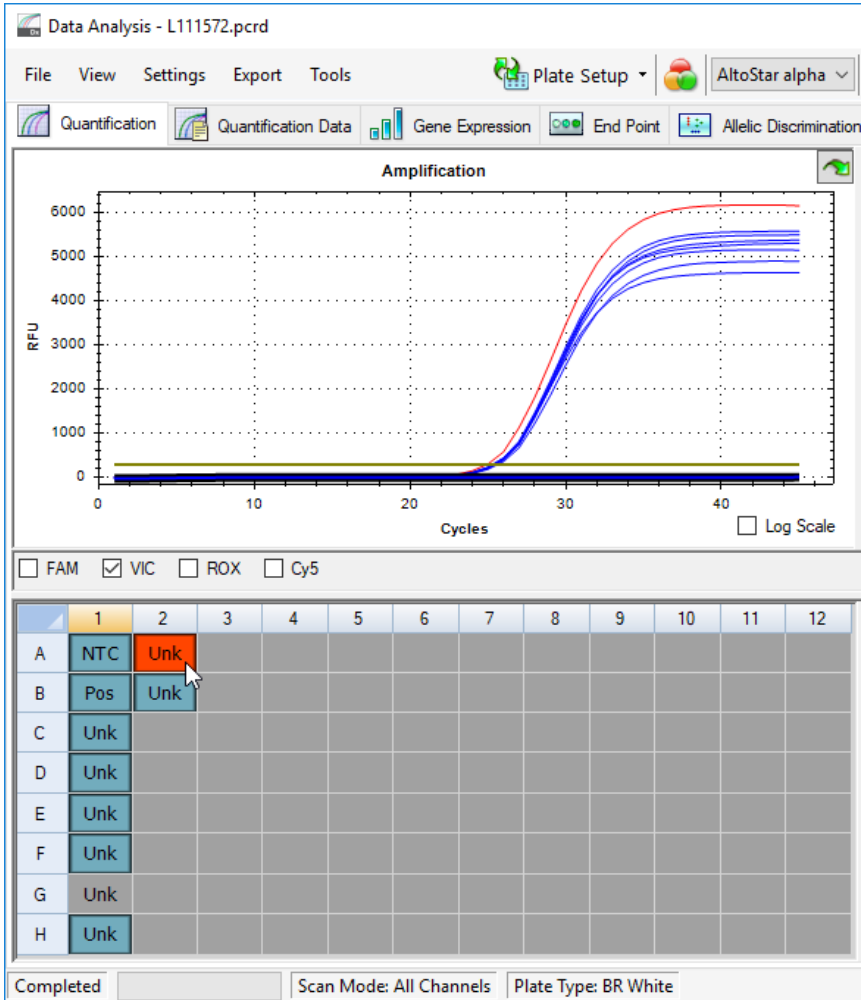 Data Analysis - L111572.pcrd
File View Settings Export Tools Plate Setup AltoStar alpha
Quantification Quantification Data Gene Expression End Point Allelic Discrimination
Amplification
6000
5000
4000
3000
2000
1000
0
RFU
0 10 20 30 40
Cycles
Log Scale
FAM VIC ROX Cy5
1 2 3 4 5 6 7 8 9 10 11 12
A NTC Unk
B Pos Unk
C Unk
D Unk
E Unk
F Unk
G Unk
H Unk
Completed Scan Mode: All Channels Plate Type: BR White